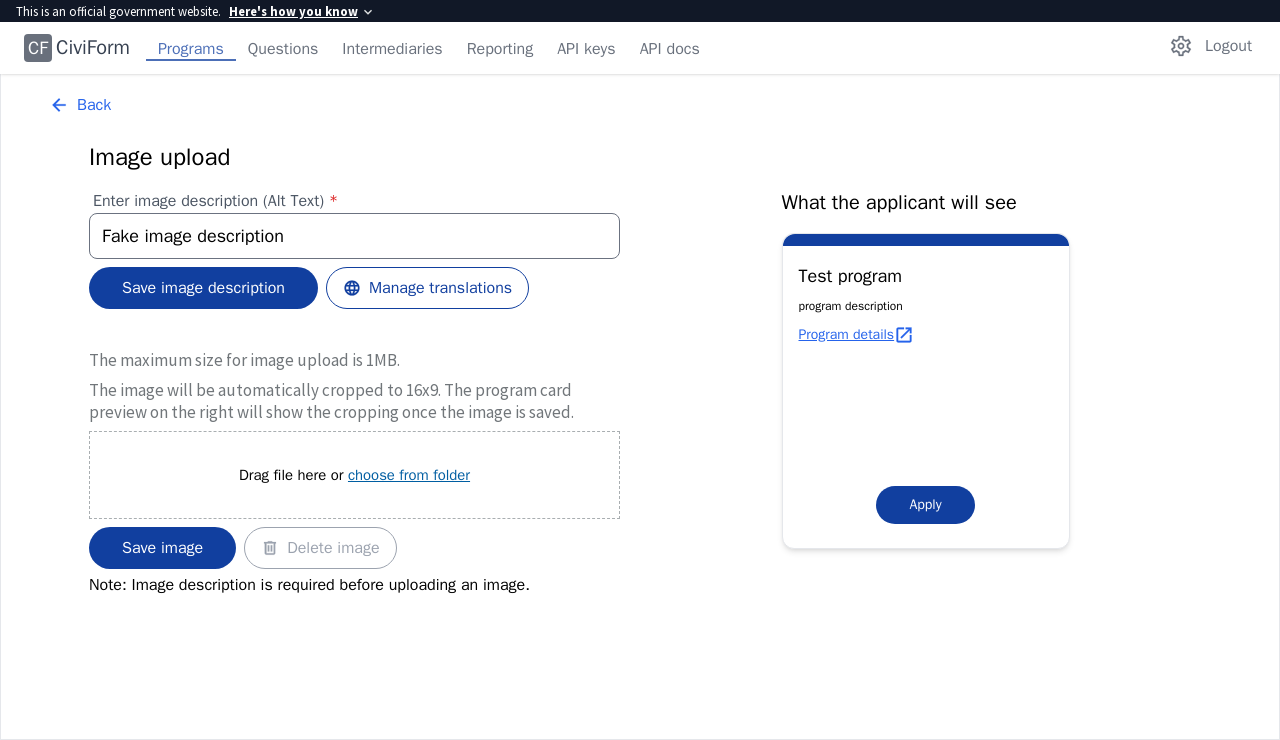 This is an official government website. Here's how you know
CF CiviForm Programs Questions Intermediaries Reporting API keys API docs Logout
Back
Image upload
Enter image description (Alt Text) *
Fake image description
Save image description Manage translations
The maximum size for image upload is 1MB.
The image will be automatically cropped to 16x9. The program card
preview on the right will show the cropping once the image is saved.
Drag file here or choose from folder
Save image Delete image
Note: Image description is required before uploading an image.
What the applicant will see
Test program
program description
Program details
Apply